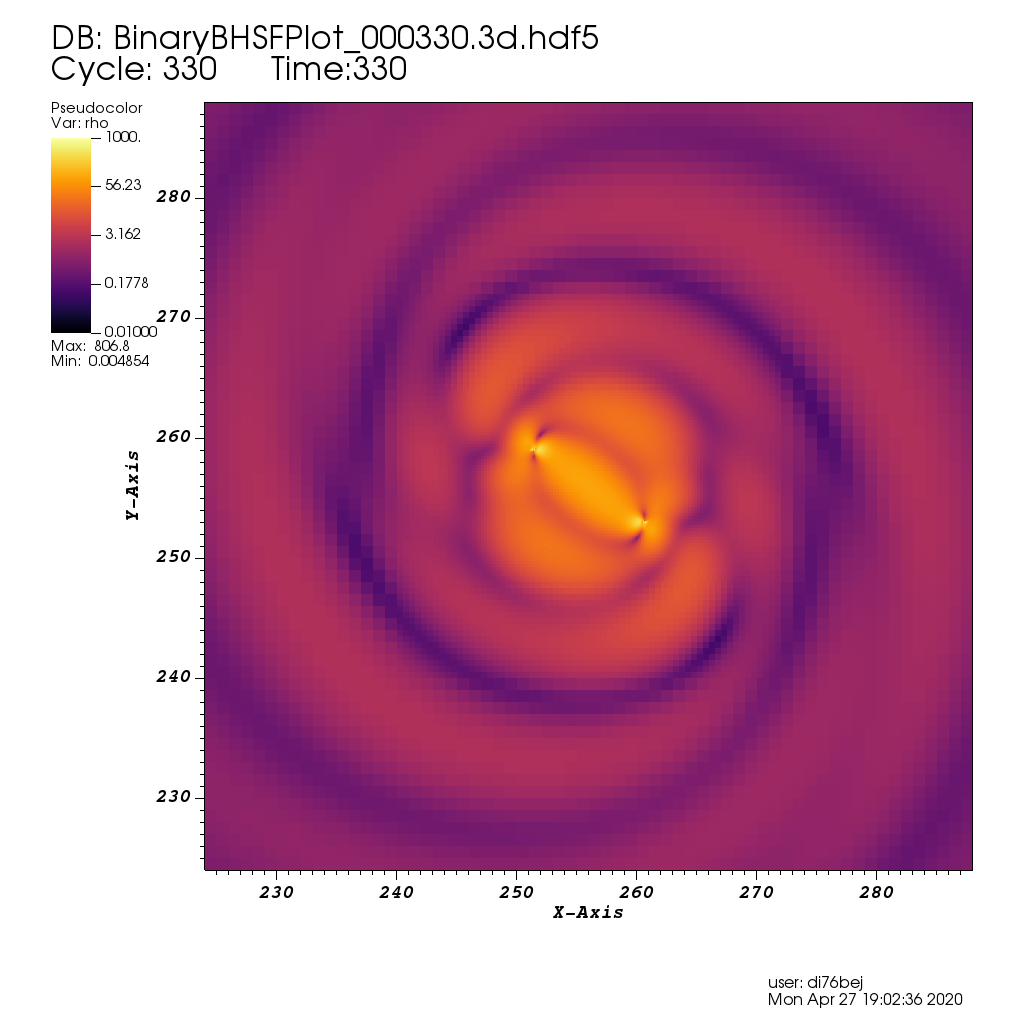 DB: BinaryBHSFPlot_000330.3d.hdf5
Cycle: 330 Time:330
Pseudocolor
Var: rho
1000.
56.23
3.162
0.1778
0.01000
Max: 806.8
Min: 0.004854
280
270
260
250
240
230
Y-Axis
230 240 250 260 270 280
X-Axis
user: di76bej
Mon Apr 27 19:02:36 2020